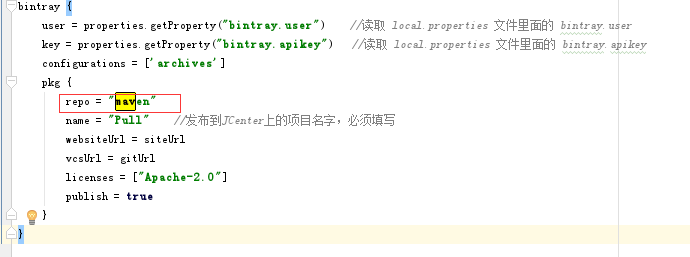 bintray {
user = properties.getProperty("bintray.user")   //读取 local.properties 文件里面的 bintray.user
key = properties.getProperty("bintray.apikey")   //读取 local.properties 文件里面的 bintray.apikey
configurations = ['archives']
pkg {
repo = "maven"
name = "Pull"   //发布到JCenter上的项目名字，必须填写
websiteUrl = siteUrl
vcsUrl = gitUrl
licenses = ["Apache-2.0"]
publish = true
}
}